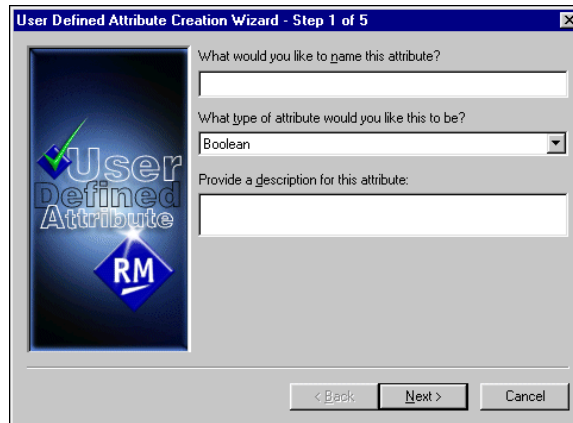 User Defined Attribute Creation Wizard - Step 1 of 5
What would you like to name this attribute?
What type of attribute would you like this to be?
Boolean
Provide a description for this attribute:
User
Defined
Attribute
RM
< Back
Next >
Cancel